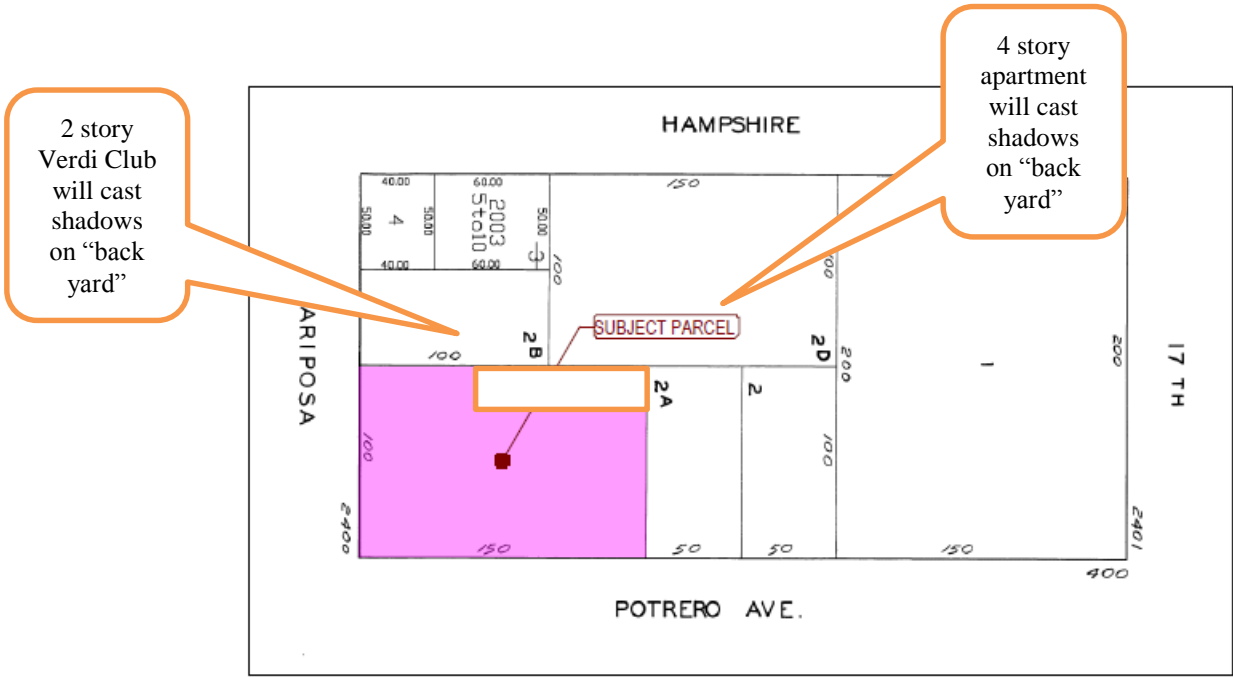 4 story
apartment
will cast
shadows
on “back
yard”
2 story
Verdi Club
will cast
shadows
on “back
yard”
HAMPSHIRE
40.00
60.00
150
50.00
4
50.00
2003
5to10
50.00
3
40.00
60.00
100
100
SUBJECT PARCEL
ARIPOSA
100
2B
2D
200
1
200
17 TH
2A
2
100
100
2400
150
50
50
150
2401
400
POTRERO AVE.